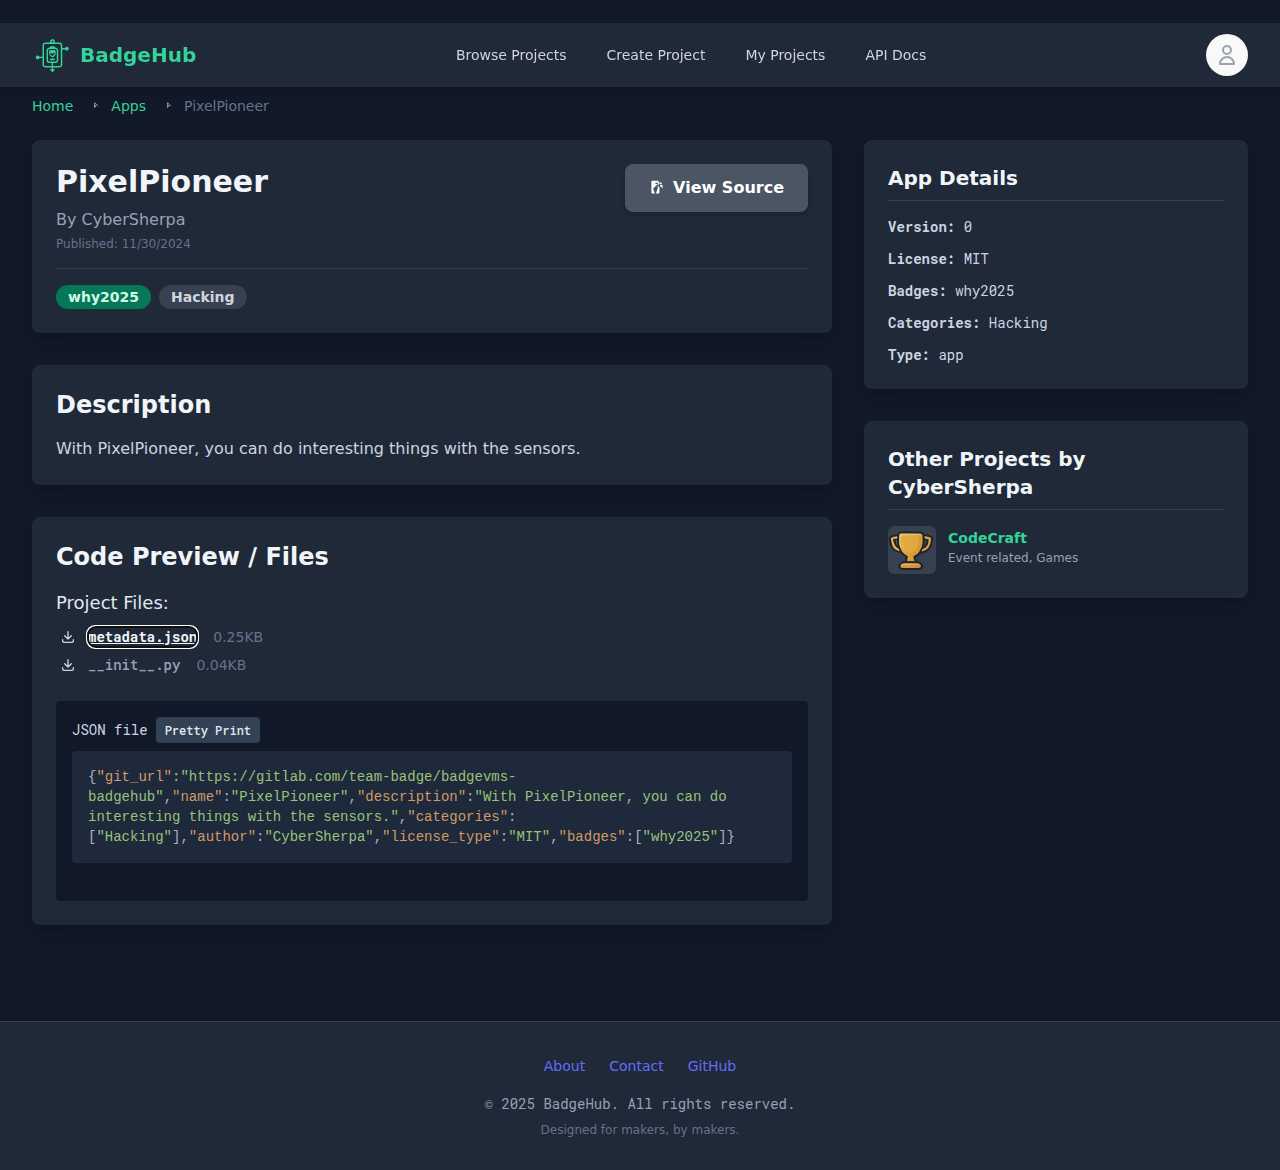 BadgeHub
Browse Projects
Create Project
My Projects
API Docs
Home
Apps
PixelPioneer
PixelPioneer
View Source
By CyberSherpa
Published: 11/30/2024
why2025
Hacking
Description
With PixelPioneer, you can do interesting things with the sensors.
Code Preview / Files
Project Files:
metadata.json 0.25KB
__init__.py 0.04KB
JSON file Pretty Print
{"git_url":"https://gitlab.com/team-badge/badgevms-
badgehub","name":"PixelPioneer","description":"With PixelPioneer, you can do
interesting things with the sensors.","categories":
["Hacking"],"author":"CyberSherpa","license_type":"MIT","badges":["why2025"]}
App Details
Version: 0
License: MIT
Badges: why2025
Categories: Hacking
Type: app
Other Projects by
CyberSherpa
CodeCraft
Event related, Games
About
Contact
GitHub
© 2025 BadgeHub. All rights reserved.
Designed for makers, by makers.